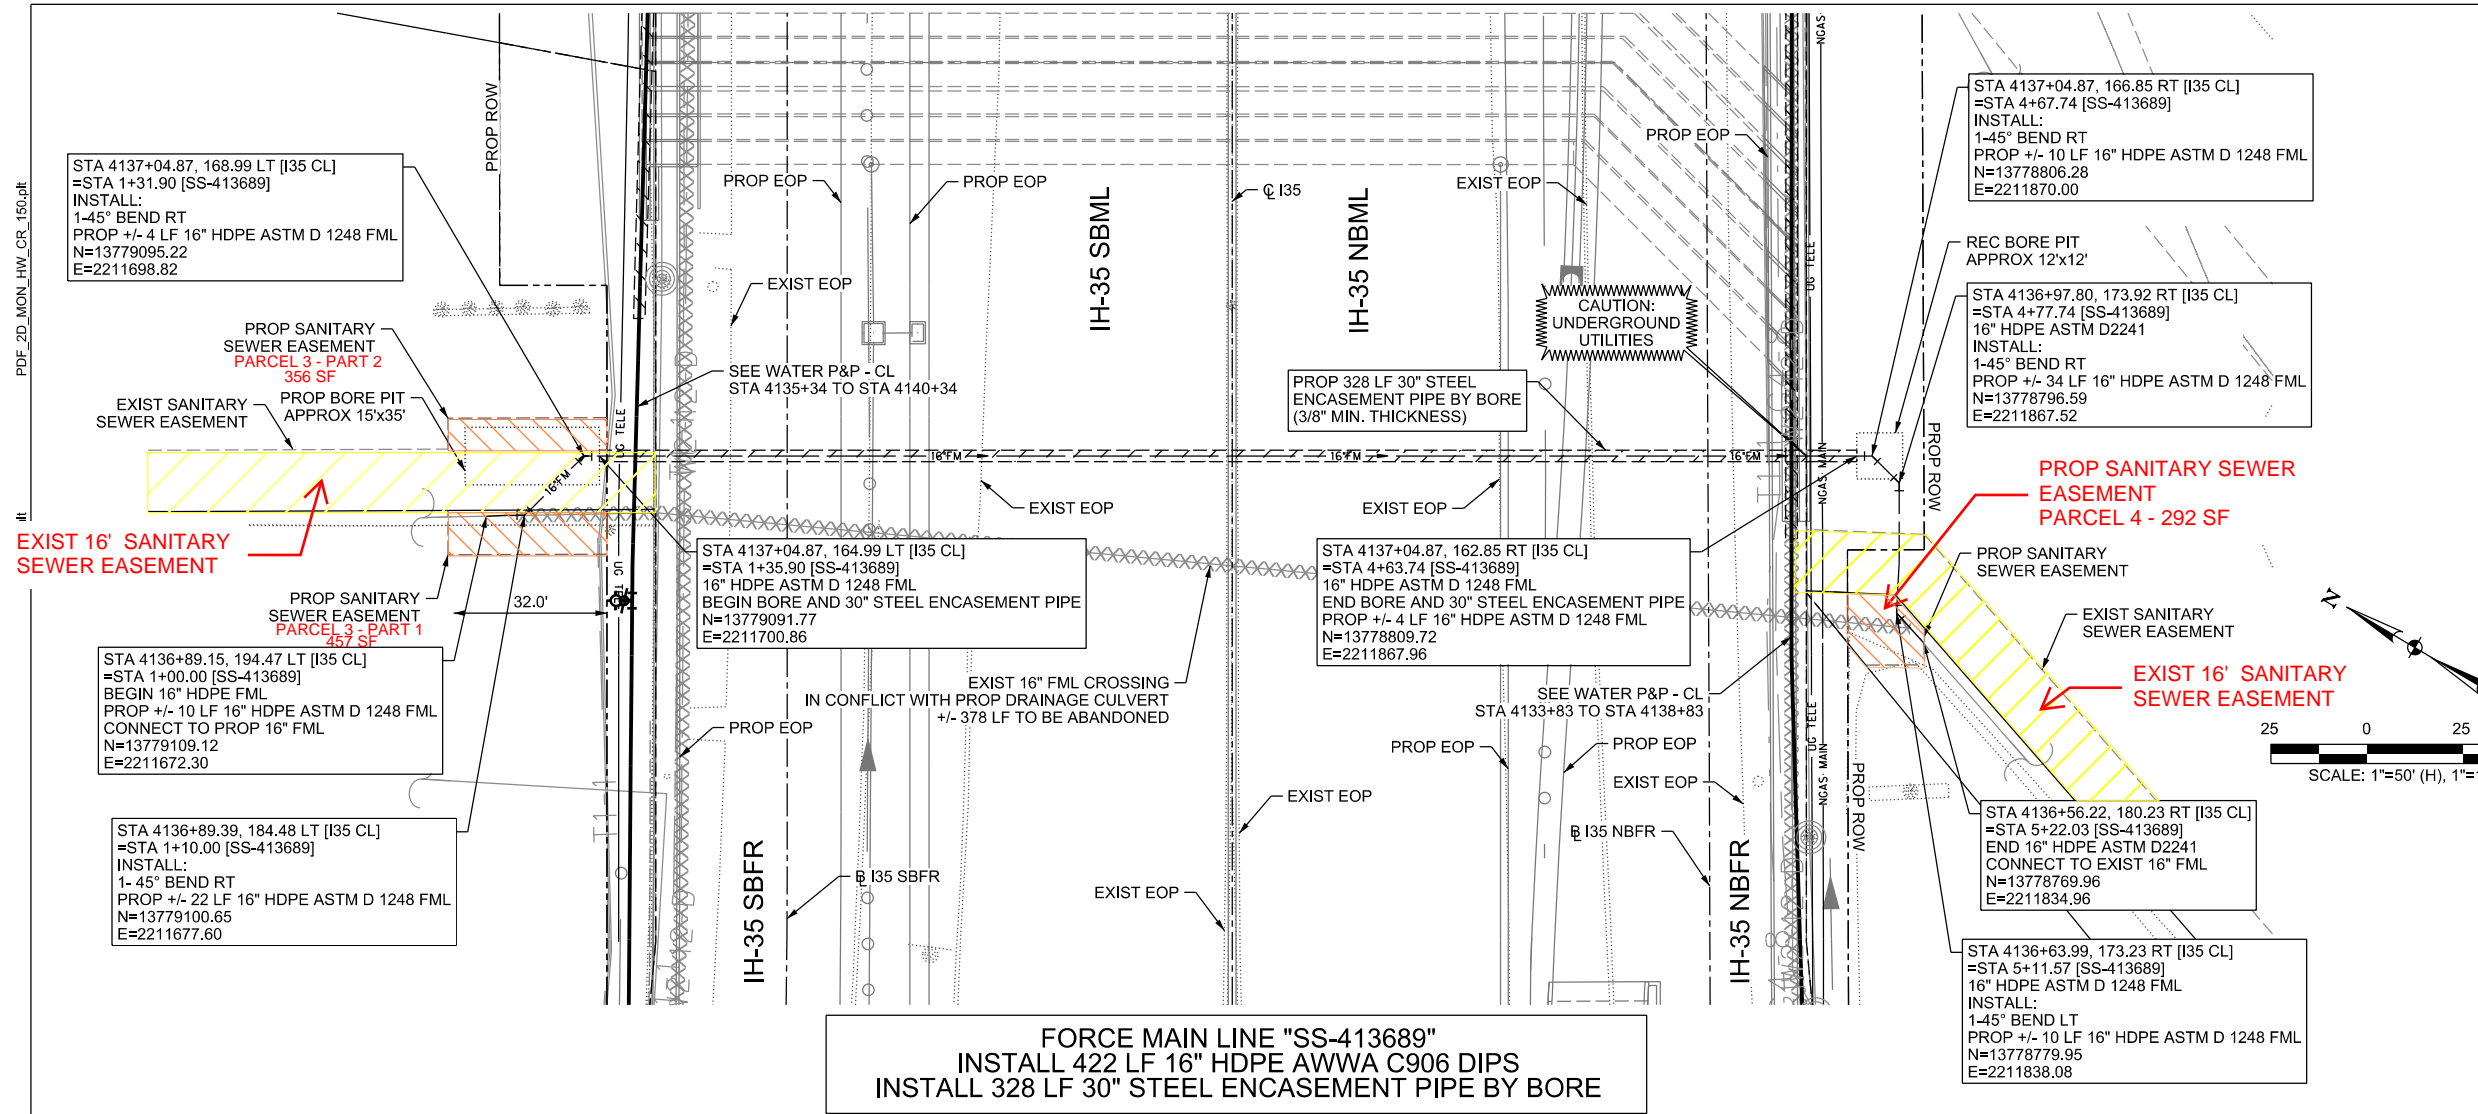 PDF_2D_MON_HW_CR_150.plt
PROP ROW
STA 4137+04.87, 168.99 LT [I35 CL]
=STA 1+31.90 [SS-413689]
INSTALL:
1-45° BEND RT
PROP +/- 4 LF 16" HDPE ASTM D 1248 FML
N=13779095.22
E=2211698.82
PROP SANITARY
SEWER EASEMENT
PARCEL 3 - PART 2
356 SF
PROP BORE PIT
APPROX 15'x35'
EXIST SANITARY
SEWER EASEMENT
EXIST 16' SANITARY
SEWER EASEMENT
PROP SANITARY
SEWER EASEMENT
PARCEL 3 - PART 1
457 SF
32.0'
STA 4136+89.15, 194.47 LT [I35 CL]
=STA 1+00.00 [SS-413689]
BEGIN 16" HDPE FML
PROP +/- 10 LF 16" HDPE ASTM D 1248 FML
CONNECT TO PROP 16" FML
N=13779109.12
E=2211672.30
STA 4136+89.39, 184.48 LT [I35 CL]
=STA 1+10.00 [SS-413689]
INSTALL:
1- 45° BEND RT
PROP +/- 22 LF 16" HDPE ASTM D 1248 FML
N=13779100.65
E=2211677.60
UG TELE
16"FM
PROP EOP
PROP EOP
EXIST EOP
SEE WATER P&P - CL
STA 4135+34 TO STA 4140+34
IH-35 SBML
℄ I35
IH-35 NBML
PROP EOP
EXIST EOP
CAUTION:
UNDERGROUND
UTILITIES
PROP 328 LF 30" STEEL
ENCASEMENT PIPE BY BORE
(3/8" MIN. THICKNESS)
16"FM
16"FM
16"FM
EXIST EOP
EXIST EOP
STA 4137+04.87, 164.99 LT [I35 CL]
=STA 1+35.90 [SS-413689]
16" HDPE ASTM D 1248 FML
BEGIN BORE AND 30" STEEL ENCASEMENT PIPE
N=13779091.77
E=2211700.86
STA 4137+04.87, 162.85 RT [I35 CL]
=STA 4+63.74 [SS-413689]
16" HDPE ASTM D 1248 FML
END BORE AND 30" STEEL ENCASEMENT PIPE
PROP +/- 4 LF 16" HDPE ASTM D 1248 FML
N=13778809.72
E=2211867.96
EXIST 16" FML CROSSING
IN CONFLICT WITH PROP DRAINAGE CULVERT
+/- 378 LF TO BE ABANDONED
SEE WATER P&P - CL
STA 4133+83 TO STA 4138+83
PROP EOP
PROP EOP
PROP EOP
EXIST EOP
EXIST EOP
EXIST EOP
IH-35 SBFR
B I35 SBFR
B I35 NBFR
IH-35 NBFR
NGAS
UG TELE
NGAS MAIN
UG TELE
NGAS MAIN
PROP ROW
PROP ROW
STA 4137+04.87, 166.85 RT [I35 CL]
=STA 4+67.74 [SS-413689]
INSTALL:
1-45° BEND RT
PROP +/- 10 LF 16" HDPE ASTM D 1248 FML
N=13778806.28
E=2211870.00
REC BORE PIT
APPROX 12'x12'
STA 4136+97.80, 173.92 RT [I35 CL]
=STA 4+77.74 [SS-413689]
16" HDPE ASTM D2241
INSTALL:
1-45° BEND RT
PROP +/- 34 LF 16" HDPE ASTM D 1248 FML
N=13778796.59
E=2211867.52
PROP SANITARY SEWER
EASEMENT
PARCEL 4 - 292 SF
PROP SANITARY
SEWER EASEMENT
EXIST SANITARY
SEWER EASEMENT
EXIST 16' SANITARY
SEWER EASEMENT
N
25 0 25
SCALE: 1"=50' (H), 1"=1
STA 4136+56.22, 180.23 RT [I35 CL]
=STA 5+22.03 [SS-413689]
END 16" HDPE ASTM D2241
CONNECT TO EXIST 16" FML
N=13778769.96
E=2211834.96
STA 4136+63.99, 173.23 RT [I35 CL]
=STA 5+11.57 [SS-413689]
16" HDPE ASTM D 1248 FML
INSTALL:
1-45° BEND LT
PROP +/- 10 LF 16" HDPE ASTM D 1248 FML
N=13778779.95
E=2211838.08
FORCE MAIN LINE "SS-413689"
INSTALL 422 LF 16" HDPE AWWA C906 DIPS
INSTALL 328 LF 30" STEEL ENCASEMENT PIPE BY BORE